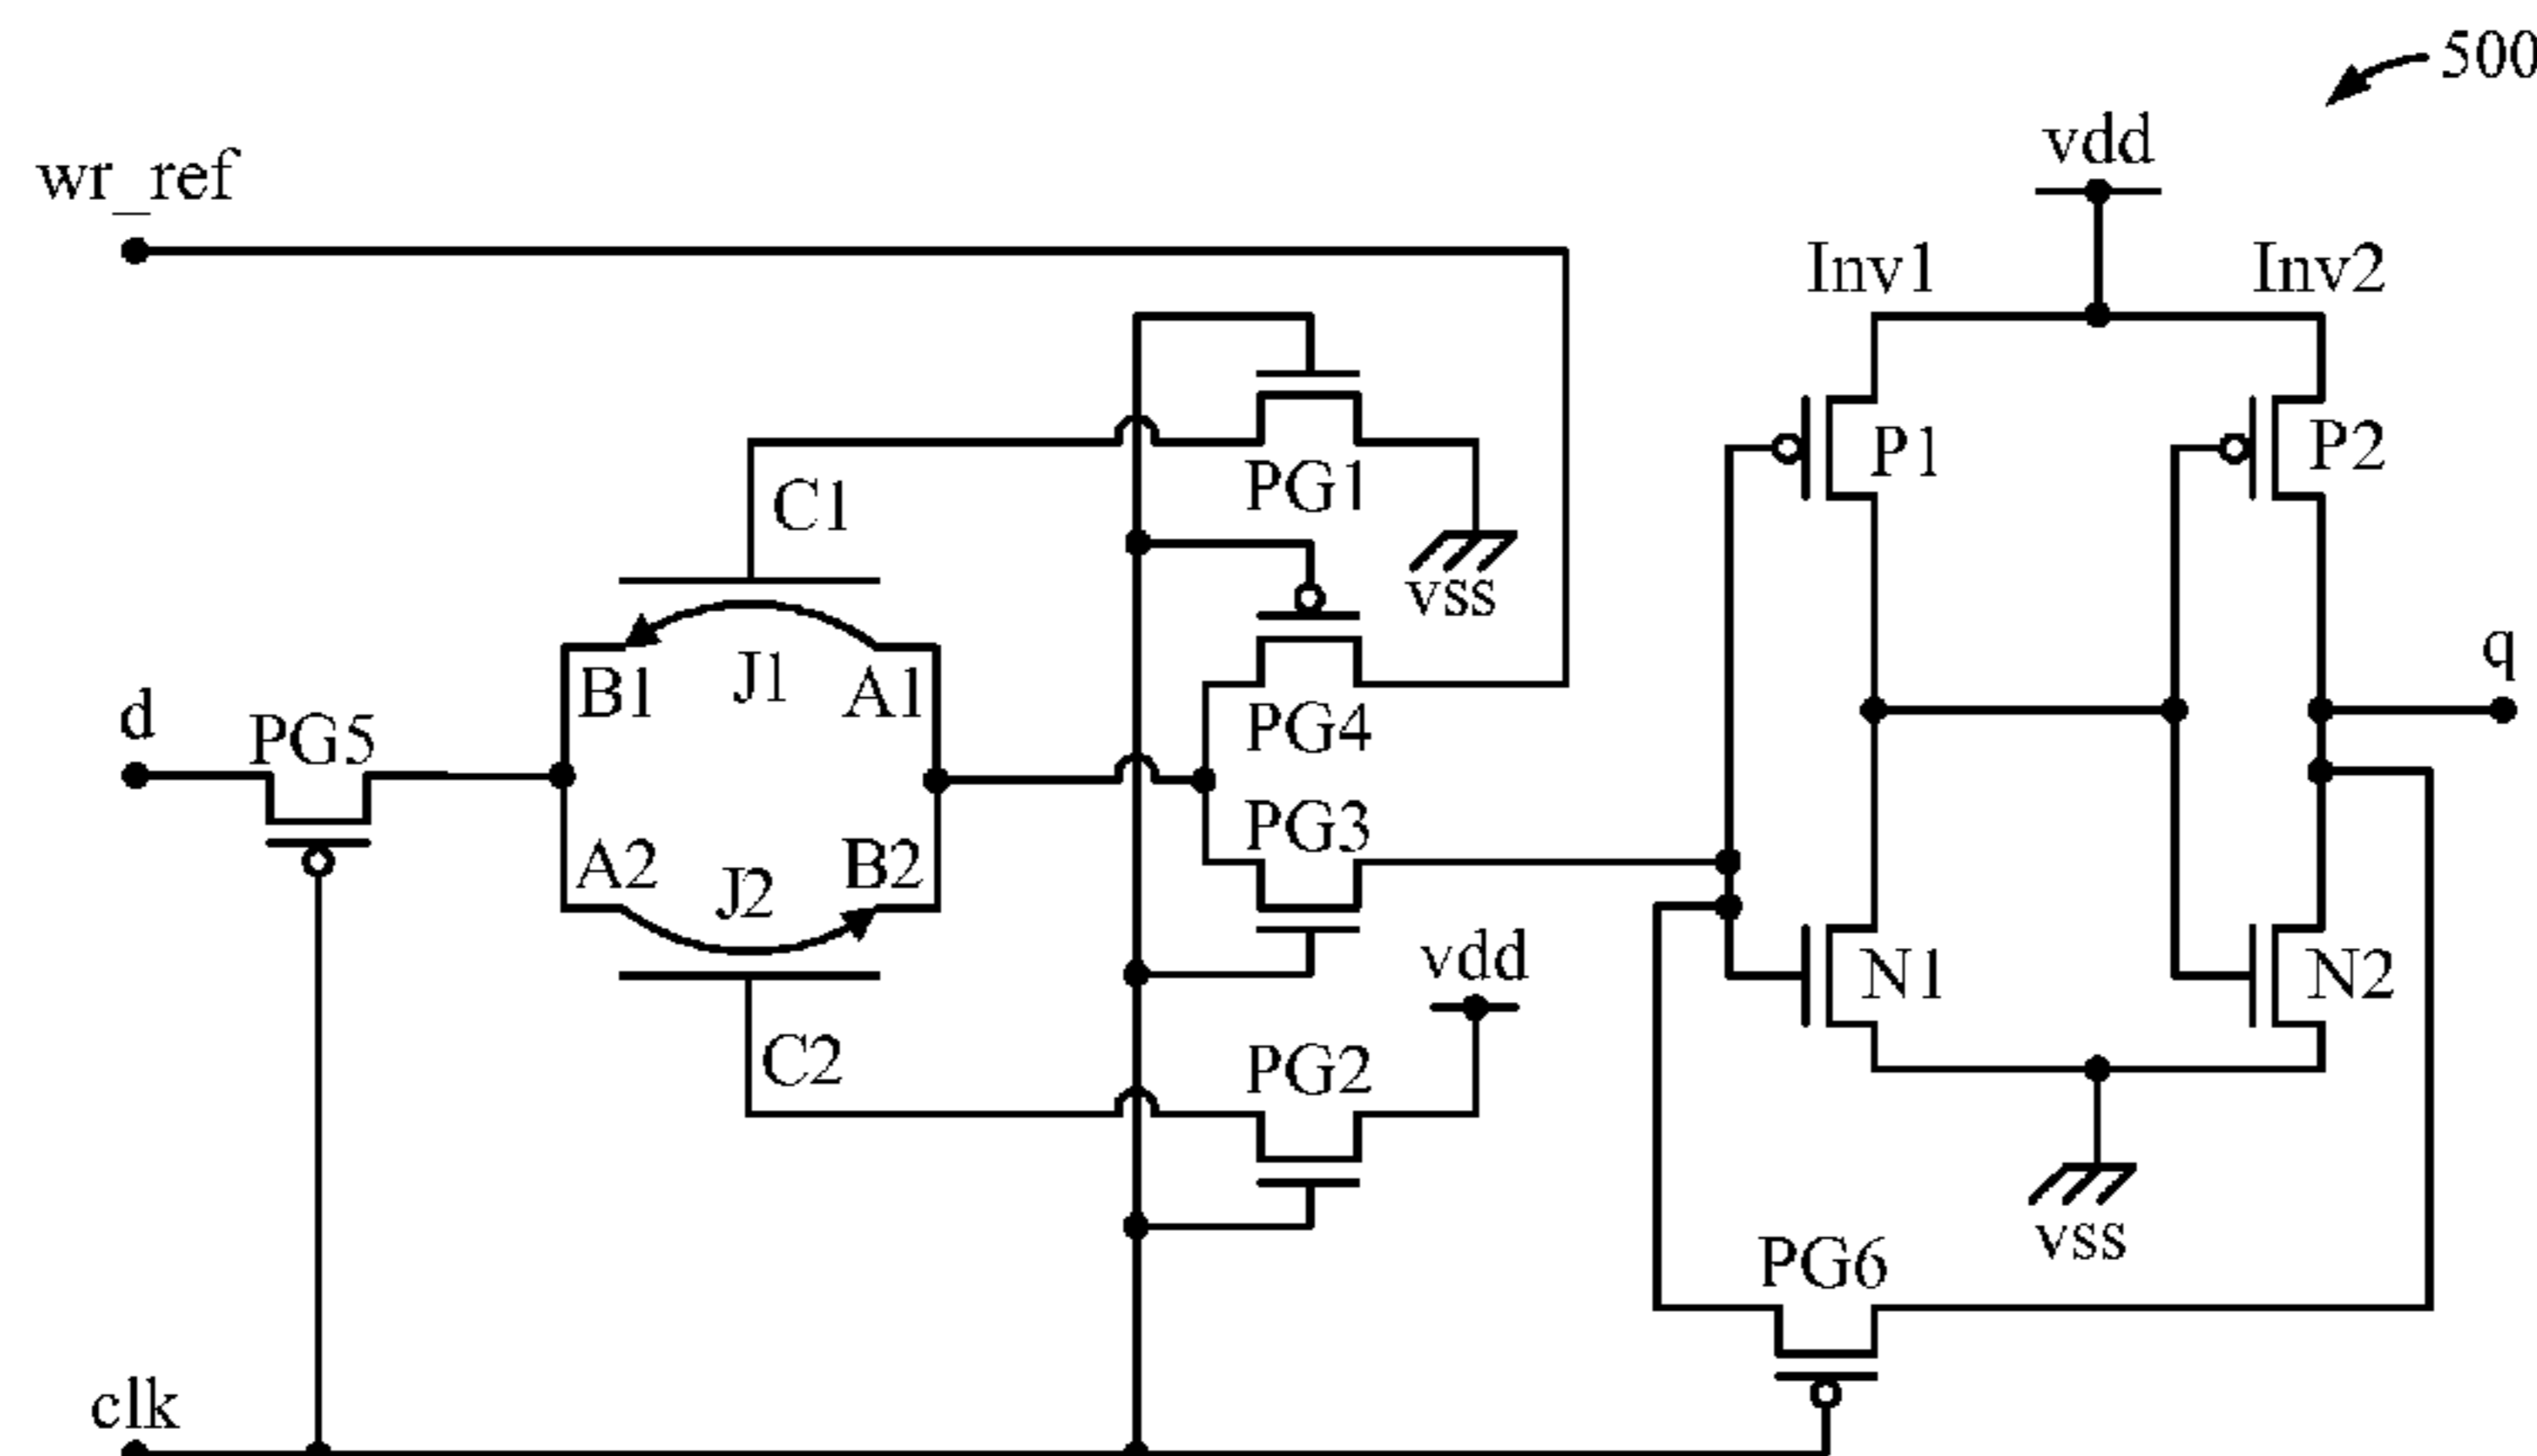 500
vdd
wr_ref
Inv1
Inv2
P1
P2
PG1
C1
vss
q
B1
J1
A1
d
PG5
PG4
PG3
A2
J2
B2
vdd
N1
N2
C2
PG2
vss
PG6
clk